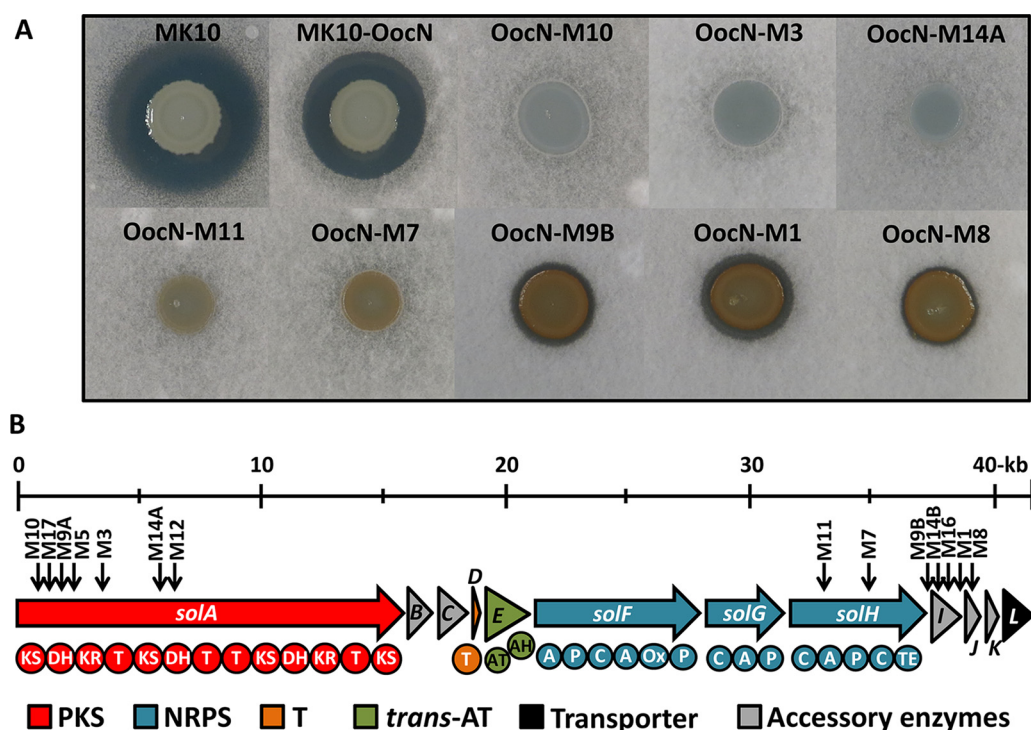 A
MK10 MK10-OocN OocN-M10 OocN-M3 OocN-M14A
OocN-M11 OocN-M7 OocN-M9B OocN-M1 OocN-M8
B
0 10 20 30 40-kb
M10 M17 M9A M5 M3 M14A M12 M11 M7 M9B M14B M16 M1 M8
solA B C D E solF solG solH I J K L
KS DH KR T KS DH T T KS DH KR T KS T AT AH A P C A Ox P C A P C A P C TE
PKS NRPS T trans-AT Transporter Accessory enzymes